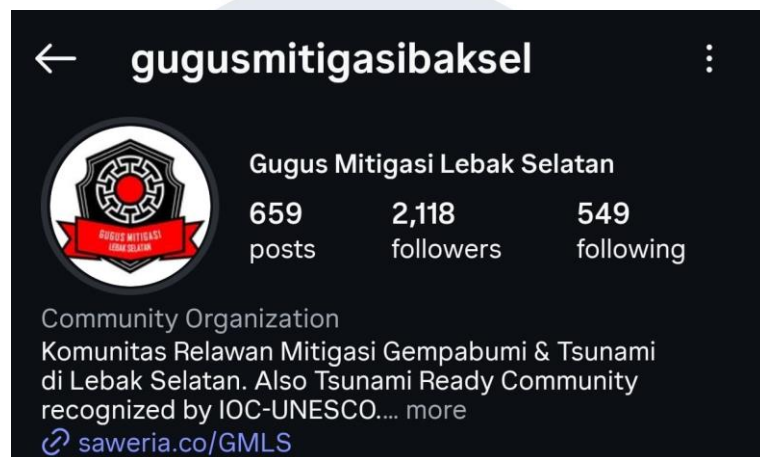 gugusmitigasibaksel
GUGUS MITIGASI
LEBAK SELATAN
Gugus Mitigasi Lebak Selatan
659 2,118 549
posts followers following
Community Organization
Komunitas Relawan Mitigasi Gempabumi & Tsunami
di Lebak Selatan. Also Tsunami Ready Community
recognized by IOC-UNESCO.... more
saweria.co/GMLS